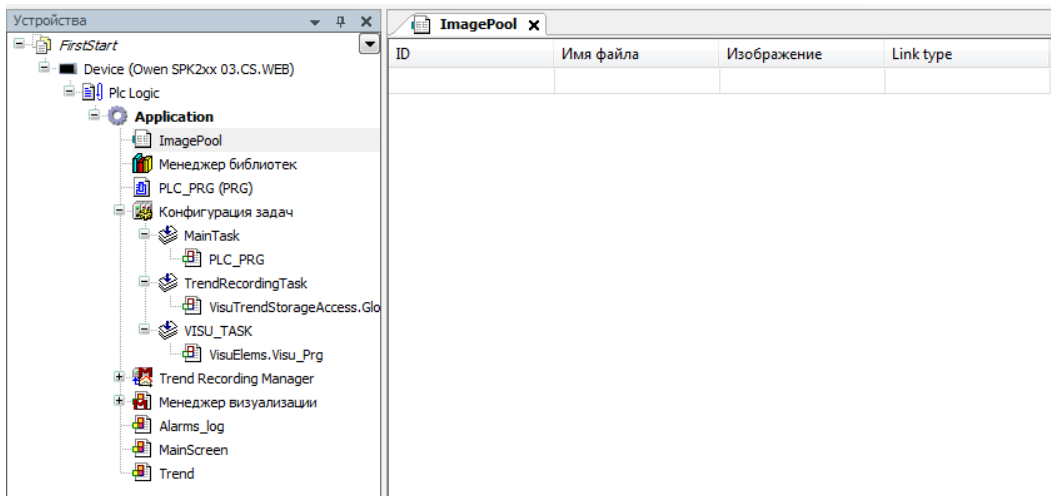 Устройства
FirstStart
Device (Owen SPK2xx 03.CS.WEB)
Plc Logic
Application
ImagePool
Менеджер библиотек
PLC_PRG (PRG)
Конфигурация задач
MainTask
PLC_PRG
TrendRecordingTask
VisuTrendStorageAccess.Glo
VISU_TASK
VisuElems.Visu_Prg
Trend Recording Manager
Менеджер визуализации
Alarms_log
MainScreen
Trend
ImagePool
ID Имя файла Изображение Link type